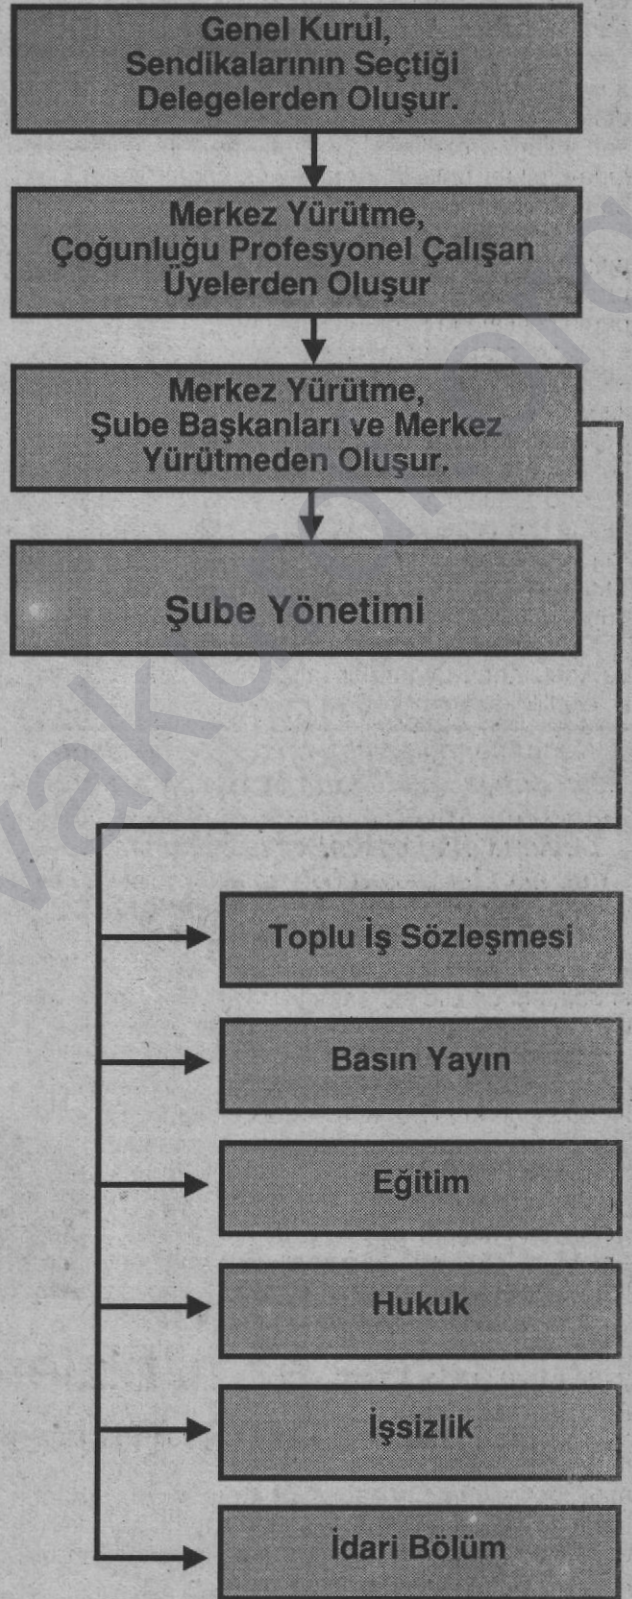 Genel Kurul,
Sendikalarının Seçtiği
Delegelerden Oluşur.
Merkez Yürütme,
Çoğunluğu Profesyonel Çalışan
Üyelerden Oluşur
Merkez Yürütme,
Şube Başkanları ve Merkez
Yürütmeden Oluşur.
Şube Yönetimi
Toplu İş Sözleşmesi
Basın Yayın
Eğitim
Hukuk
İşsizlik
İdari Bölüm